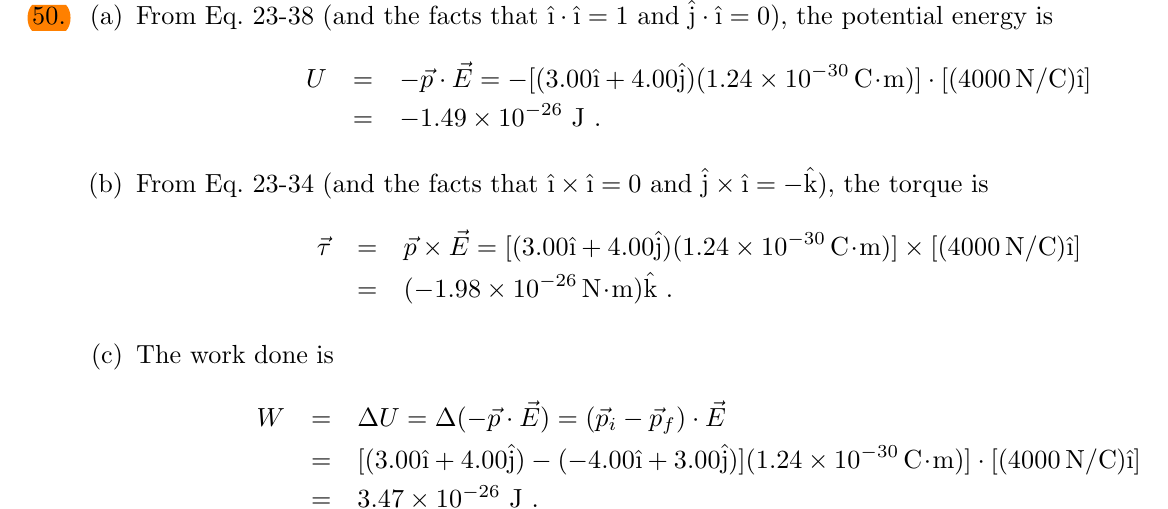 50. (a) From Eq. 23-38 (and the facts that î · î = 1 and ĵ · î = 0), the potential energy is
U = −p⃗ · E⃗ = −[(3.00î + 4.00ĵ)(1.24 × 10⁻³⁰ C·m)] · [(4000 N/C)î]
= −1.49 × 10⁻²⁶ J .
(b) From Eq. 23-34 (and the facts that î × î = 0 and ĵ × î = −k̂), the torque is
τ⃗ = p⃗ × E⃗ = [(3.00î + 4.00ĵ)(1.24 × 10⁻³⁰ C·m)] × [(4000 N/C)î]
= (−1.98 × 10⁻²⁶ N·m)k̂ .
(c) The work done is
W = ΔU = Δ(−p⃗ · E⃗) = (p⃗ᵢ − p⃗_f) · E⃗
= [(3.00î + 4.00ĵ) − (−4.00î + 3.00ĵ)](1.24 × 10⁻³⁰ C·m)] · [(4000 N/C)î]
= 3.47 × 10⁻²⁶ J .